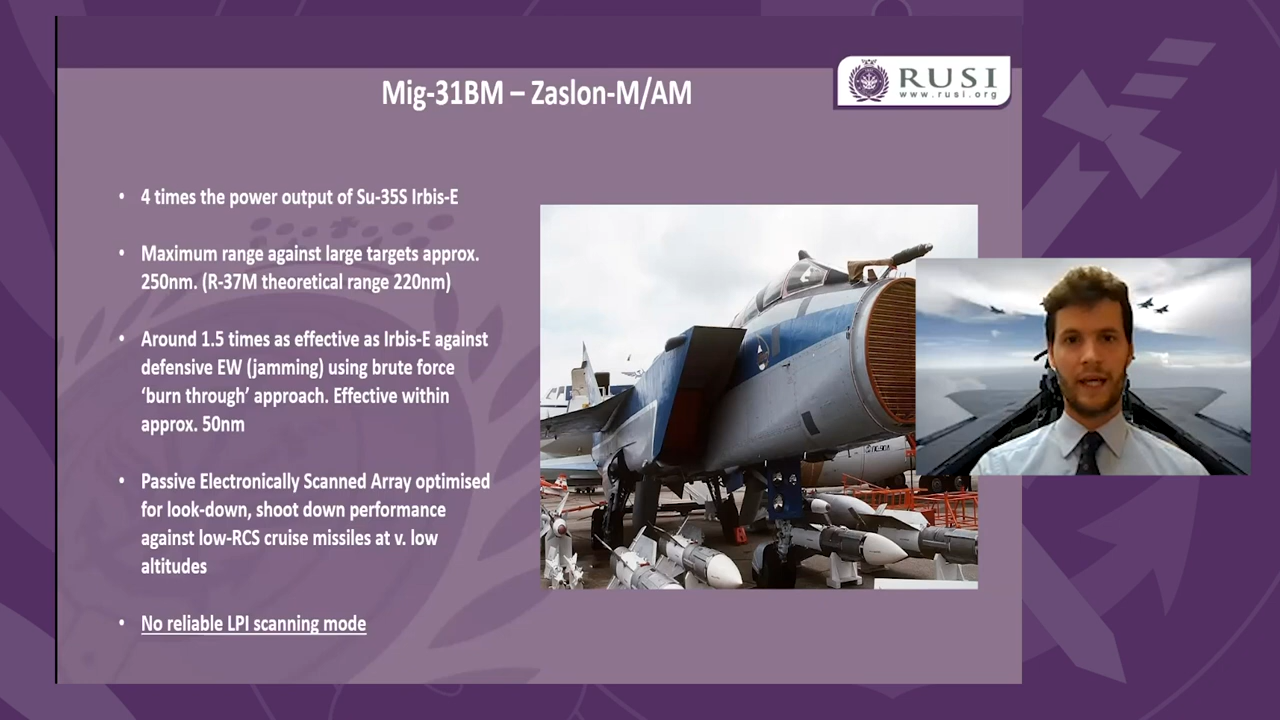 Mig-31BM – Zaslon-M/AM
RUSI
www.rusi.org
• 4 times the power output of Su-35S Irbis-E
• Maximum range against large targets approx.
250nm. (R-37M theoretical range 220nm)
• Around 1.5 times as effective as Irbis-E against
defensive EW (jamming) using brute force
‘burn through’ approach. Effective within
approx. 50nm
• Passive Electronically Scanned Array optimised
for look-down, shoot down performance
against low-RCS cruise missiles at v. low
altitudes
• No reliable LPI scanning mode